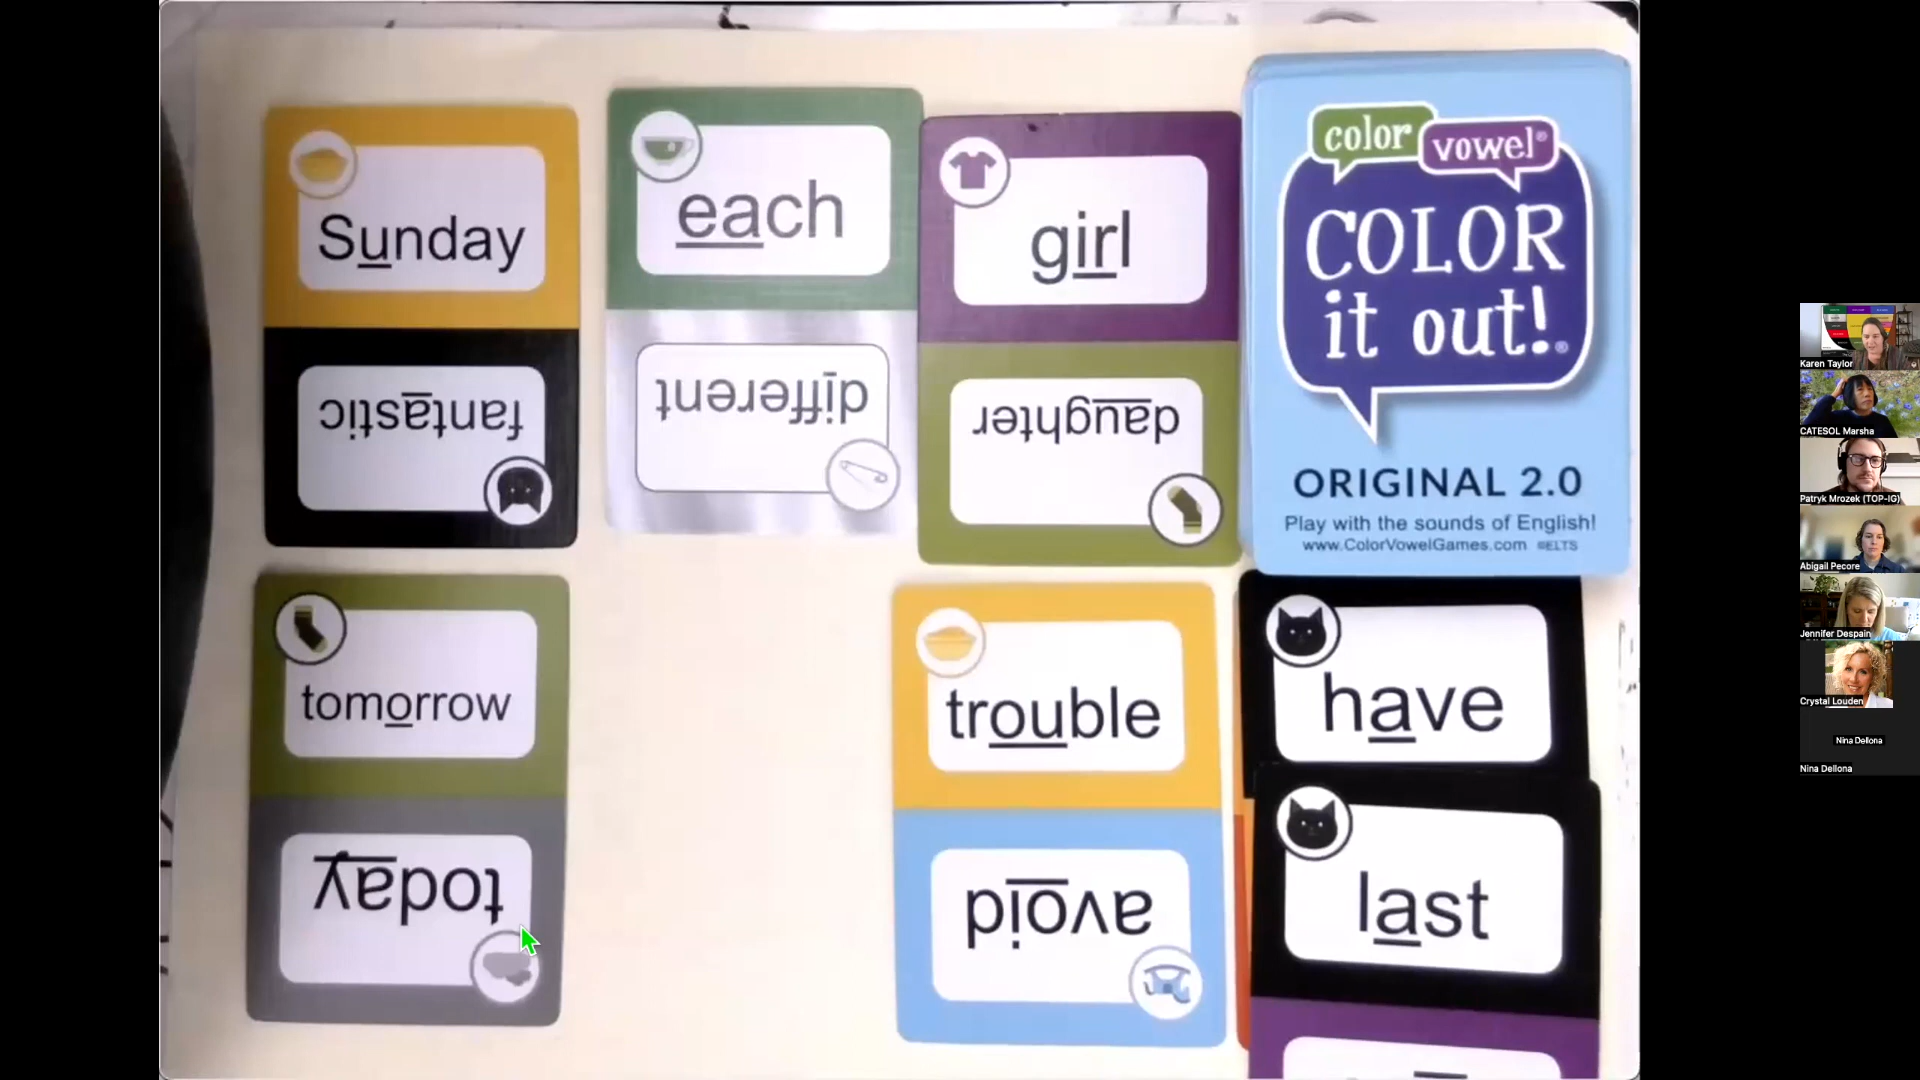 Sunday
fantastic
each
different
girl
daughter
color
vowel®
COLOR
it out!®
ORIGINAL 2.0
Play with the sounds of English!
www.ColorVowelGames.com ©ELTS
tomorrow
today
trouble
avoid
have
last
Karen Taylor
CATESOL Marsha
Patryk Mrozek (TOP-IG)
Abigail Pecore
Jennifer Despain
Crystal Louden
Nina Dellona
Nina Dellona